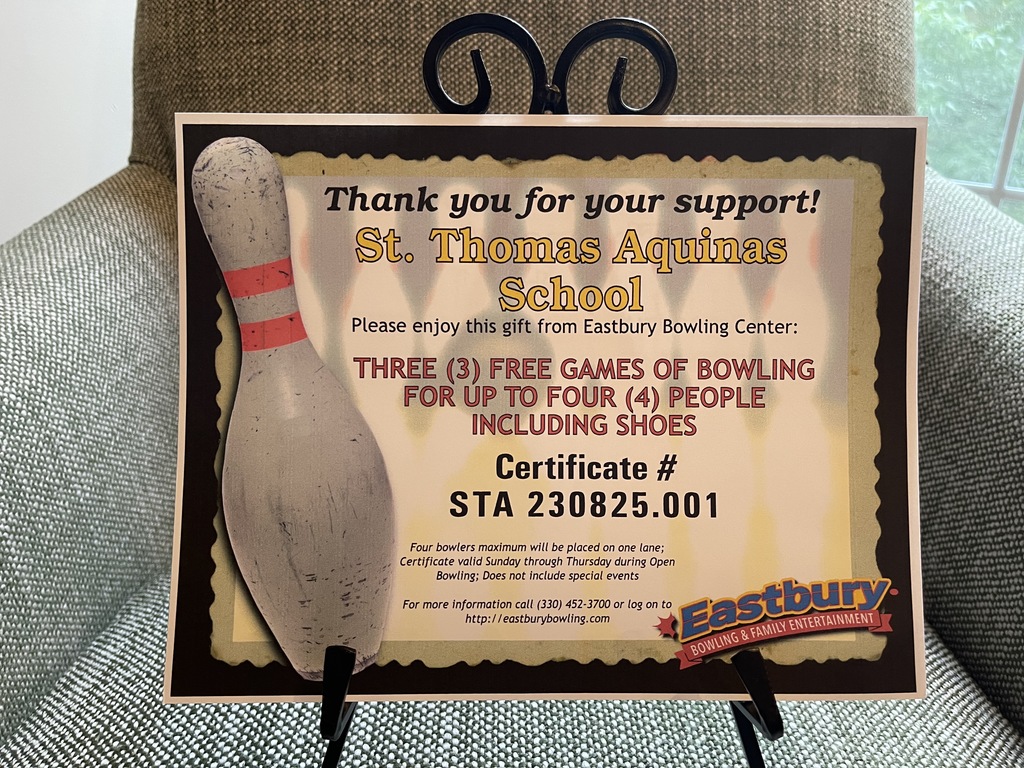 Thank you for your support!
St. Thomas Aquinas
School
Please enjoy this gift from Eastbury Bowling Center:
THREE (3) FREE GAMES OF BOWLING
FOR UP TO FOUR (4) PEOPLE
INCLUDING SHOES
Certificate #
STA 230825.001
Four bowlers maximum will be placed on one lane;
Certificate valid Sunday through Thursday during Open
Bowling; Does not include special events
For more information call (330) 452-3700 or log on to
http://eastburybowling.com
Eastbury
BOWLING & FAMILY ENTERTAINMENT